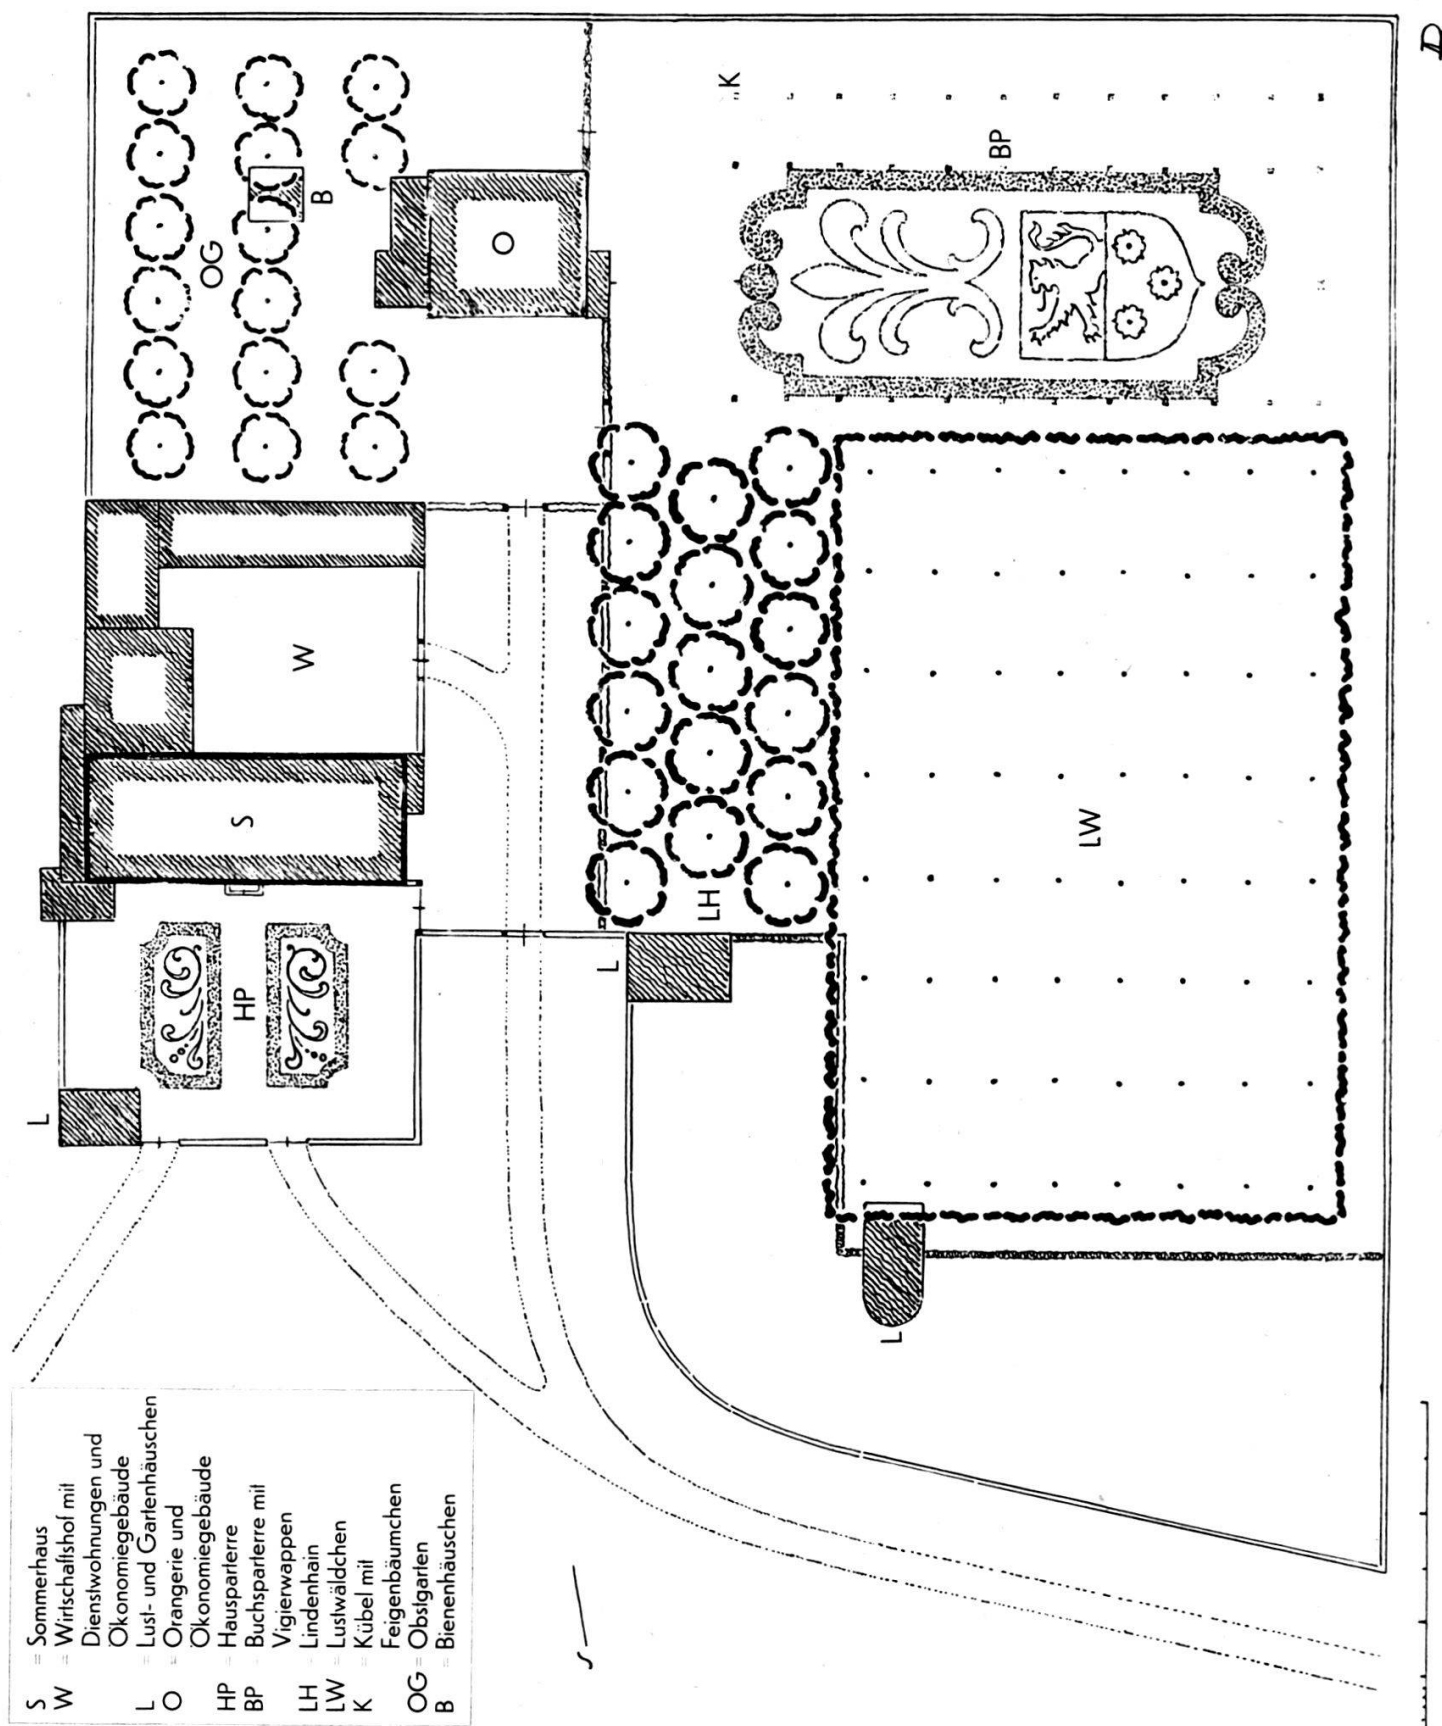 S = Sommerhaus
W = Wirtschaftshof mit
Dienstwohnungen und
Ökonomiegebäude
L = Lust- und Gartenhäuschen
O = Orangerie und
Ökonomiegebäude
HP = Hausparterre
BP = Buchsparterre mit
Vigierwappen
LH = Lindenhain
LW = Lustwäldchen
K = Kübel mit
Feigenbäumchen
OG = Obstgarten
B = Bienenhäuschen
L
HP
S
W
OG
B
O
L
LH
L
LW
K
BP